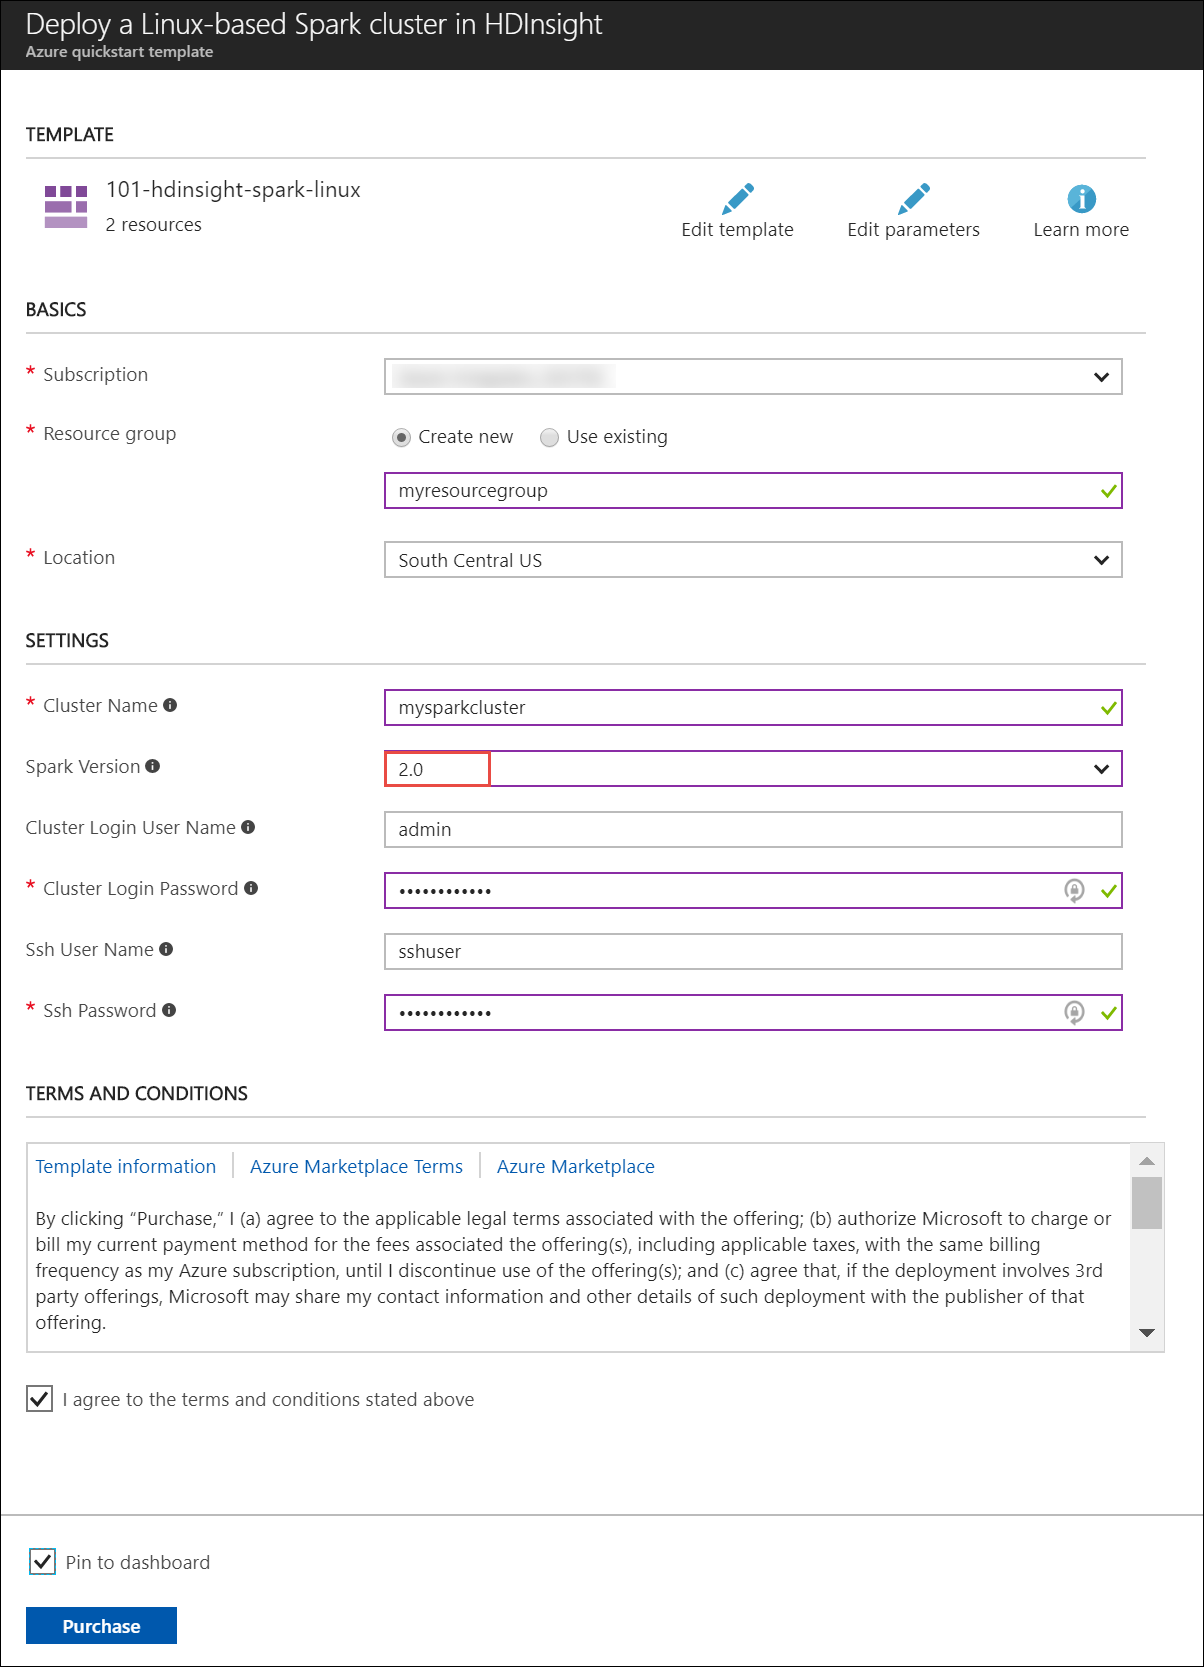 Deploy a Linux-based Spark cluster in HDInsight
Azure quickstart template
TEMPLATE
101-hdinsight-spark-linux
2 resources
Edit template
Edit parameters
Learn more
BASICS
* Subscription
* Resource group
Create new
Use existing
myresourcegroup
* Location
South Central US
SETTINGS
* Cluster Name
mysparkcluster
Spark Version
2.0
Cluster Login User Name
admin
* Cluster Login Password
••••••••••••
Ssh User Name
sshuser
* Ssh Password
••••••••••••
TERMS AND CONDITIONS
Template information | Azure Marketplace Terms | Azure Marketplace
By clicking “Purchase,” I (a) agree to the applicable legal terms associated with the offering; (b) authorize Microsoft to charge or
bill my current payment method for the fees associated the offering(s), including applicable taxes, with the same billing
frequency as my Azure subscription, until I discontinue use of the offering(s); and (c) agree that, if the deployment involves 3rd
party offerings, Microsoft may share my contact information and other details of such deployment with the publisher of that
offering.
I agree to the terms and conditions stated above
Pin to dashboard
Purchase